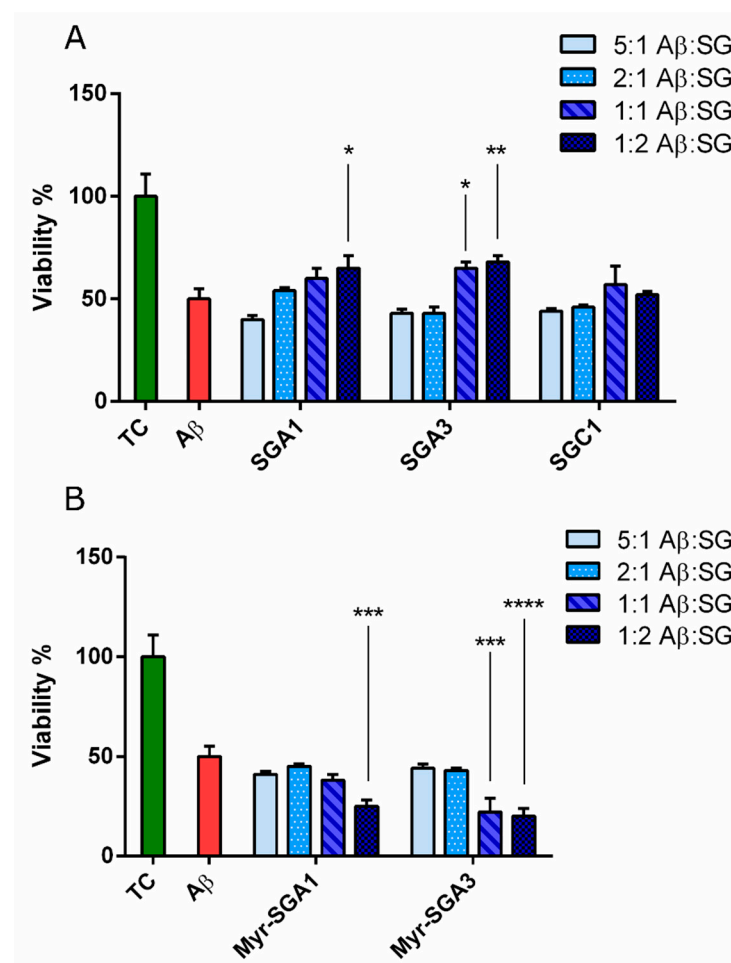 A
5:1 Aβ:SG
2:1 Aβ:SG
1:1 Aβ:SG
1:2 Aβ:SG
150
100
50
0
Viability %
*
*
**
TC
Aβ
SGA1
SGA3
SGC1
B
5:1 Aβ:SG
2:1 Aβ:SG
1:1 Aβ:SG
1:2 Aβ:SG
150
100
50
0
Viability %
***
***
****
TC
Aβ
Myr-SGA1
Myr-SGA3